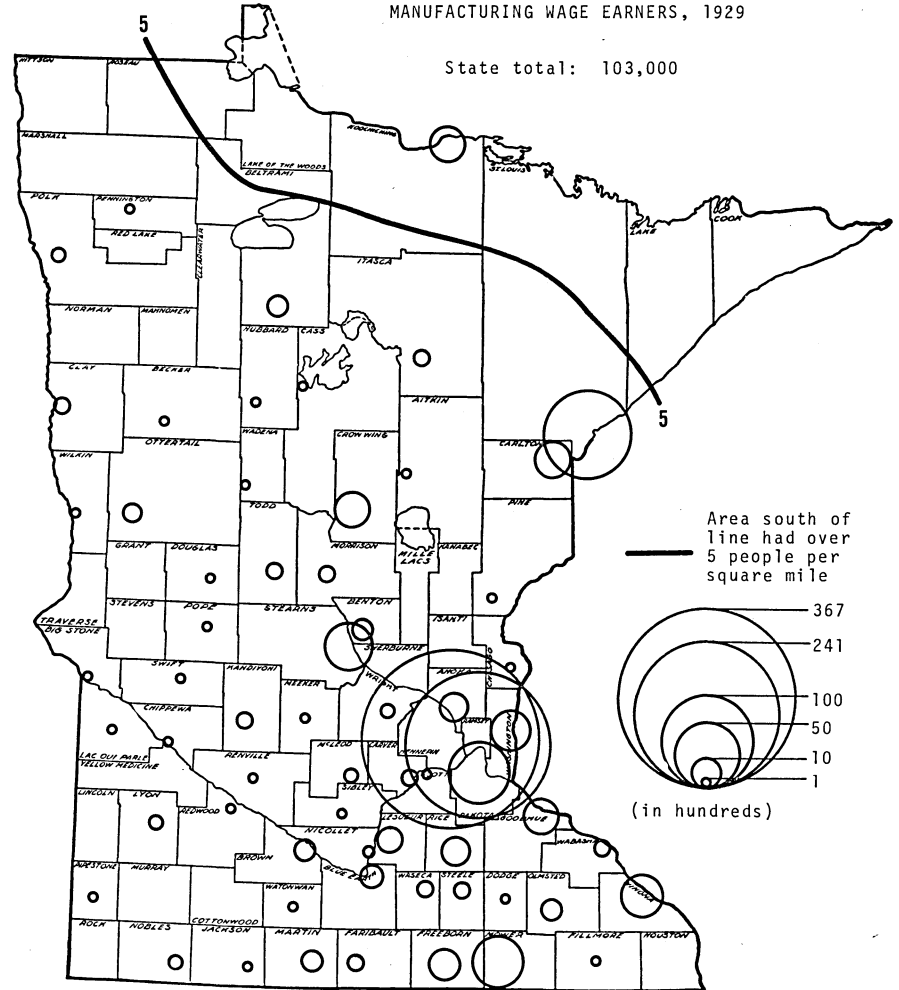 MANUFACTURING WAGE EARNERS, 1929
State total: 103,000
5
KITTSON
ROSEAU
MARSHALL
LAKE OF THE WOODS
BELTRAMI
KOOCHICHING
ST. LOUIS
LAKE
COOK
POLK
PENNINGTON
RED LAKE
CLEARWATER
ITASCA
NORMAN
MAHNOMEN
HUBBARD
CASS
CLAY
BECKER
AITKIN
5
WADENA
CROW WING
CARLTON
OTTERTAIL
WILKIN
TODD
PINE
GRANT
DOUGLAS
MORRISON
MILLE
LACS
KANABEC
Area south of
line had over
5 people per
square mile
STEVENS
POPE
STEARNS
BENTON
ISANTI
TRAVERSE
BIG STONE
SHERBURNE
SWIFT
KANDIYOHI
MEEKER
WRIGHT
ANOKA
CHISAGO
CHIPPEWA
RAMSEY
WASHINGTON
LAC QUI PARLE
YELLOW MEDICINE
RENVILLE
McLEOD
CARVER
HENNEPIN
367
241
100
50
10
1
(in hundreds)
LINCOLN
LYON
REDWOOD
SIBLEY
NICOLLET
LESUEUR
RICE
DAKOTA
GOODHUE
WABASHA
PIPESTONE
MURRAY
BROWN
BLUE EARTH
WASECA
STEELE
DODGE
OLMSTED
WINONA
WATONWAN
ROCK
NOBLES
COTTONWOOD
JACKSON
MARTIN
FARIBAULT
FREEBORN
MOWER
FILLMORE
HOUSTON